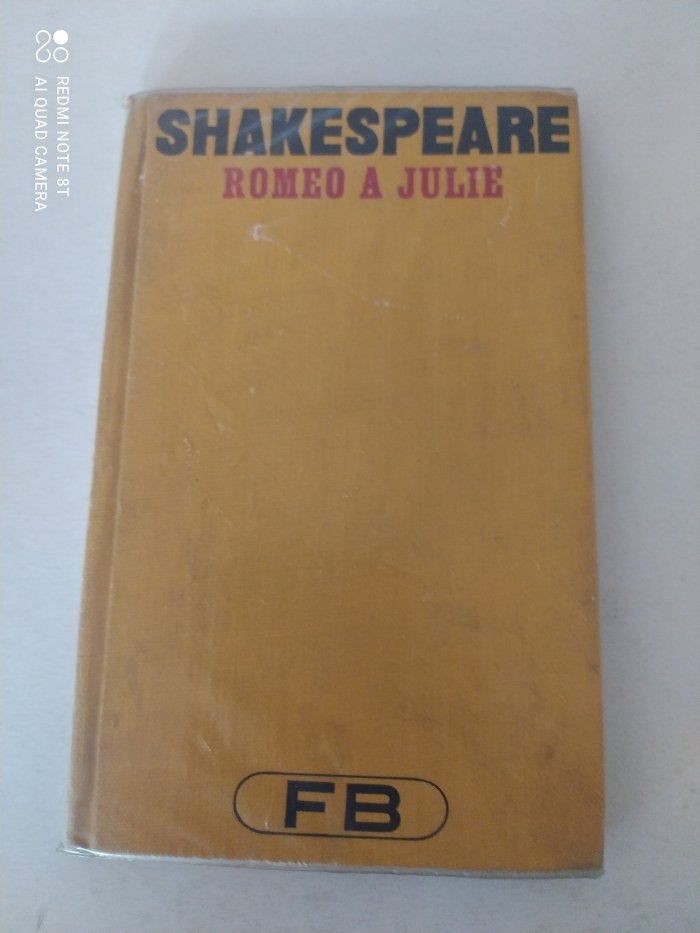 SHAKESPEARE
ROMEO A JULIE
FB
REDMI NOTE 8T
AI QUAD CAMERA